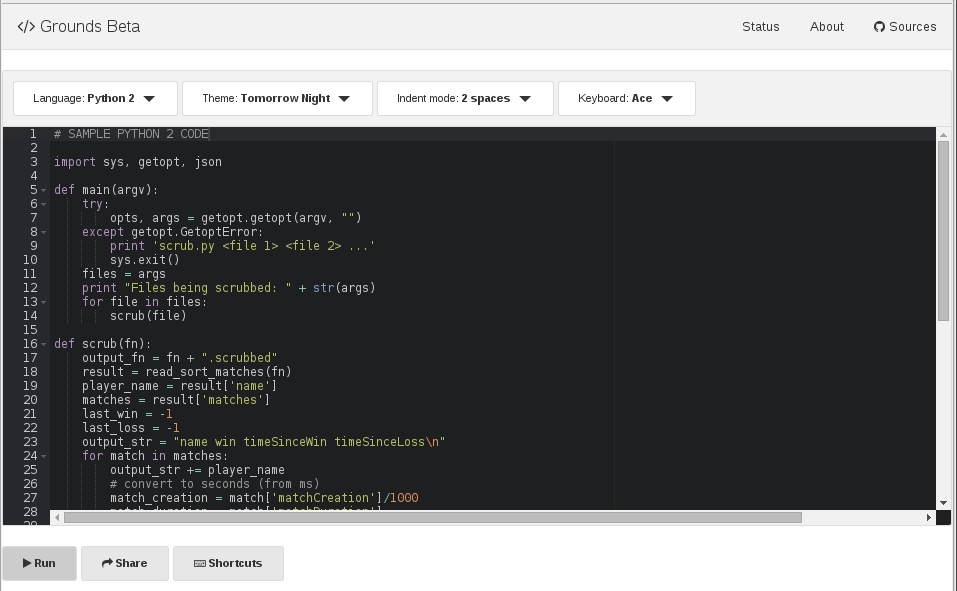 </> Grounds Beta
Status About Sources
Language: Python 2 Theme: Tomorrow Night Indent mode: 2 spaces Keyboard: Ace
1 # SAMPLE PYTHON 2 CODE
2
3 import sys, getopt, json
4
5 def main(argv):
6 try:
7 opts, args = getopt.getopt(argv, "")
8 except getopt.GetoptError:
9 print 'scrub.py <file 1> <file 2> ...'
10 sys.exit()
11 files = args
12 print "Files being scrubbed: " + str(args)
13 for file in files:
14 scrub(file)
15
16 def scrub(fn):
17 output_fn = fn + ".scrubbed"
18 result = read_sort_matches(fn)
19 player_name = result['name']
20 matches = result['matches']
21 last_win = -1
22 last_loss = -1
23 output_str = "name win timeSinceWin timeSinceLoss\n"
24 for match in matches:
25 output_str += player_name
26 # convert to seconds (from ms)
27 match_creation = match['matchCreation']/1000
28 match_duration = match['matchDuration']
29
Run Share Shortcuts